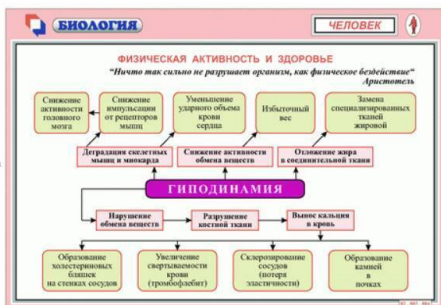 БИОЛОГИЯ
ЧЕЛОВЕК
ФИЗИЧЕСКАЯ АКТИВНОСТЬ И ЗДОРОВЬЕ
"Ничто так сильно не разрушает организм, как физическое бездействие"
Аристотель
Снижение
активности
головного
мозга
Снижение
импульсации
от рецепторов
мышц
Уменьшение
ударного объема
крови
сердца
Избыточный
вес
Замена
специализированных
тканей
жировой
Деградация скелетных
мышц и миокарда
Снижение активности
обмена веществ
Отложение жира
в соединительной ткани
ГИПОДИНАМИЯ
Нарушение
обмена веществ
Разрушение
костной ткани
Вынос кальция
в кровь
Образование
холестериновых
бляшек
на стенках сосудов
Увеличение
свертываемости
крови
(тромбофлебит)
Склерозирование
сосудов
(потеря
эластичности)
Образование
камней
в
почках